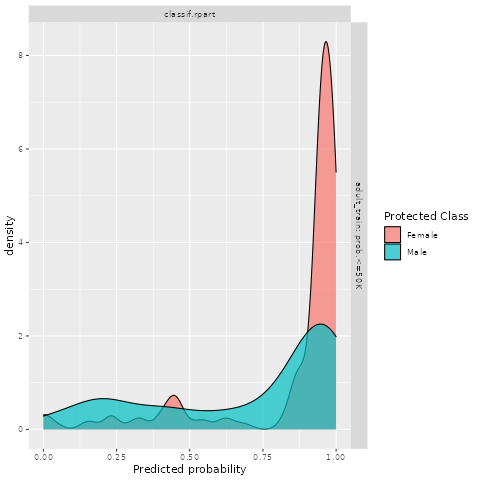 classif.rpart
density
8
6
4
2
0
0.00 0.25 0.50 0.75 1.00
Predicted probability
adult_train: prob.<=50K
Protected Class
Female
Male